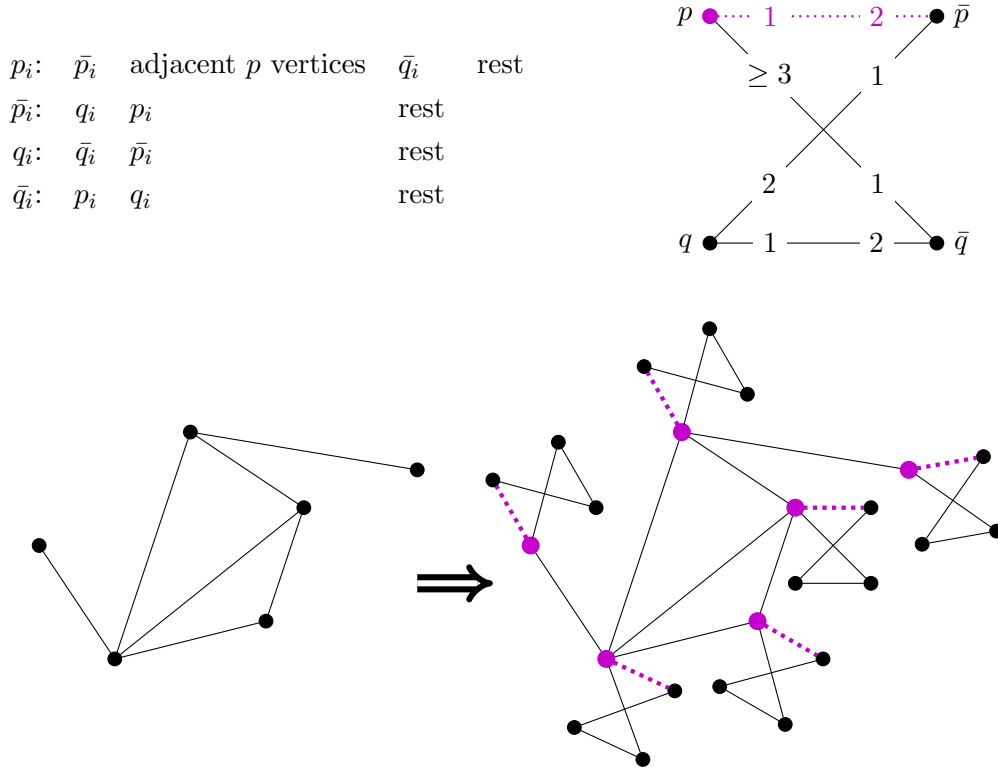 p 1 2 p̄
p_i: p̄_i adjacent p vertices q̄_i rest
≥ 3 1
p̄_i: q_i p_i rest
q_i: q̄_i p̄_i rest
2 1
q̄_i: p_i q_i rest
q 1 2 q̄